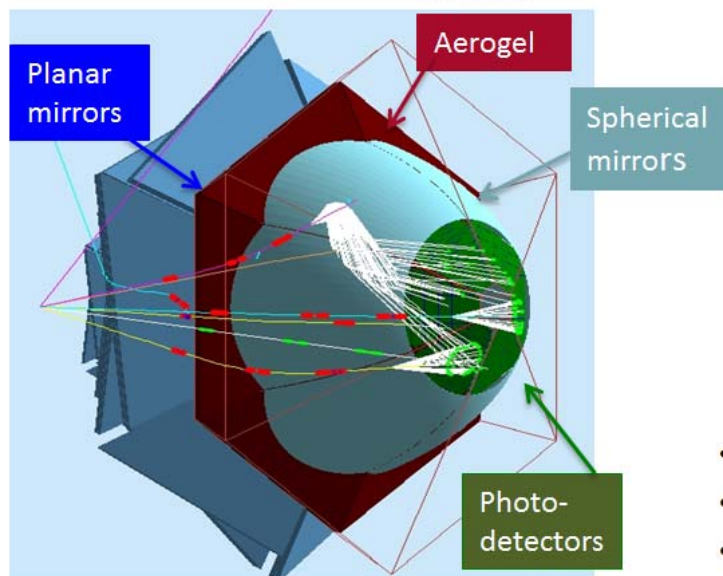 Aerogel
Planar
mirrors
Spherical
mirrors
Photo-
detectors
•
•
•